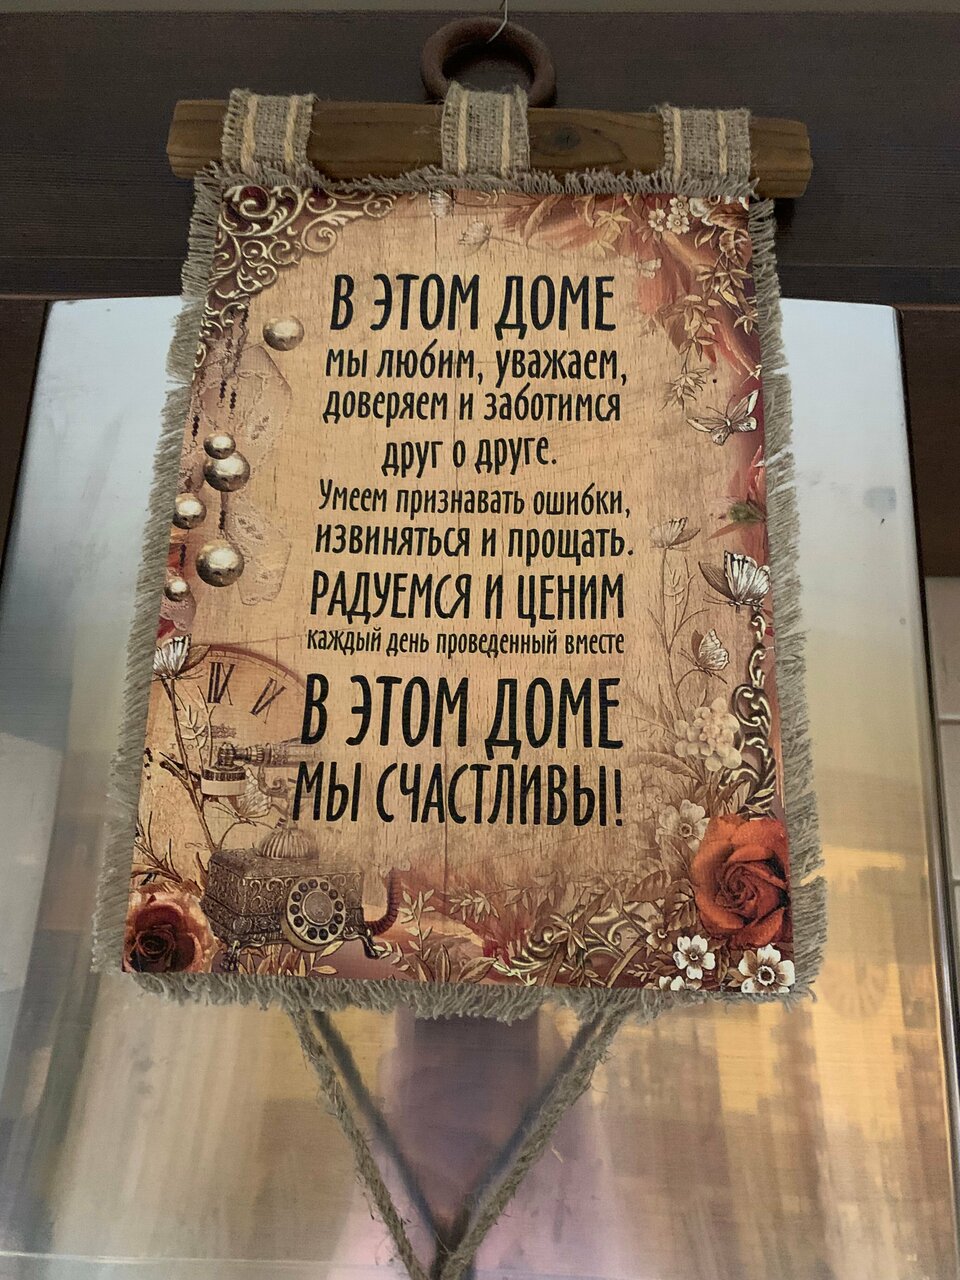 В ЭТОМ ДОМЕ
мы любим, уважаем,
доверяем и заботимся
друг о друге.
Умеем признавать ошибки,
извиняться и прощать.
РАДУЕМСЯ И ЦЕНИМ
каждый день проведенный вместе
В ЭТОМ ДОМЕ
МЫ СЧАСТЛИВЫ!